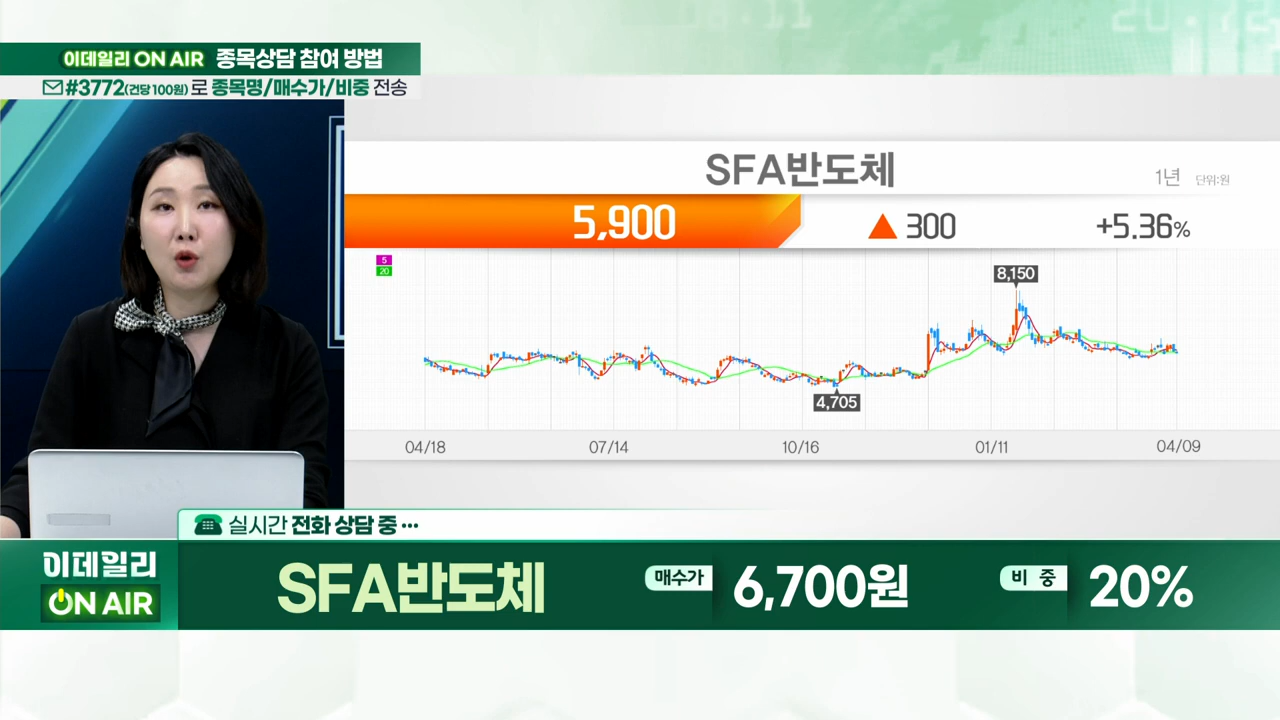 이데일리 ON AIR 종목상담 참여 방법
#3772(건당 100원)로 종목명/매수가/비중 전송
SFA반도체
1년 단위:원
5,900 ▲ 300 +5.36%
5
20
8,150
4,705
04/18 07/14 10/16 01/11 04/09
실시간 전화 상담 중 ···
이데일리
ON AIR
SFA반도체 매수가 6,700원 비 중 20%